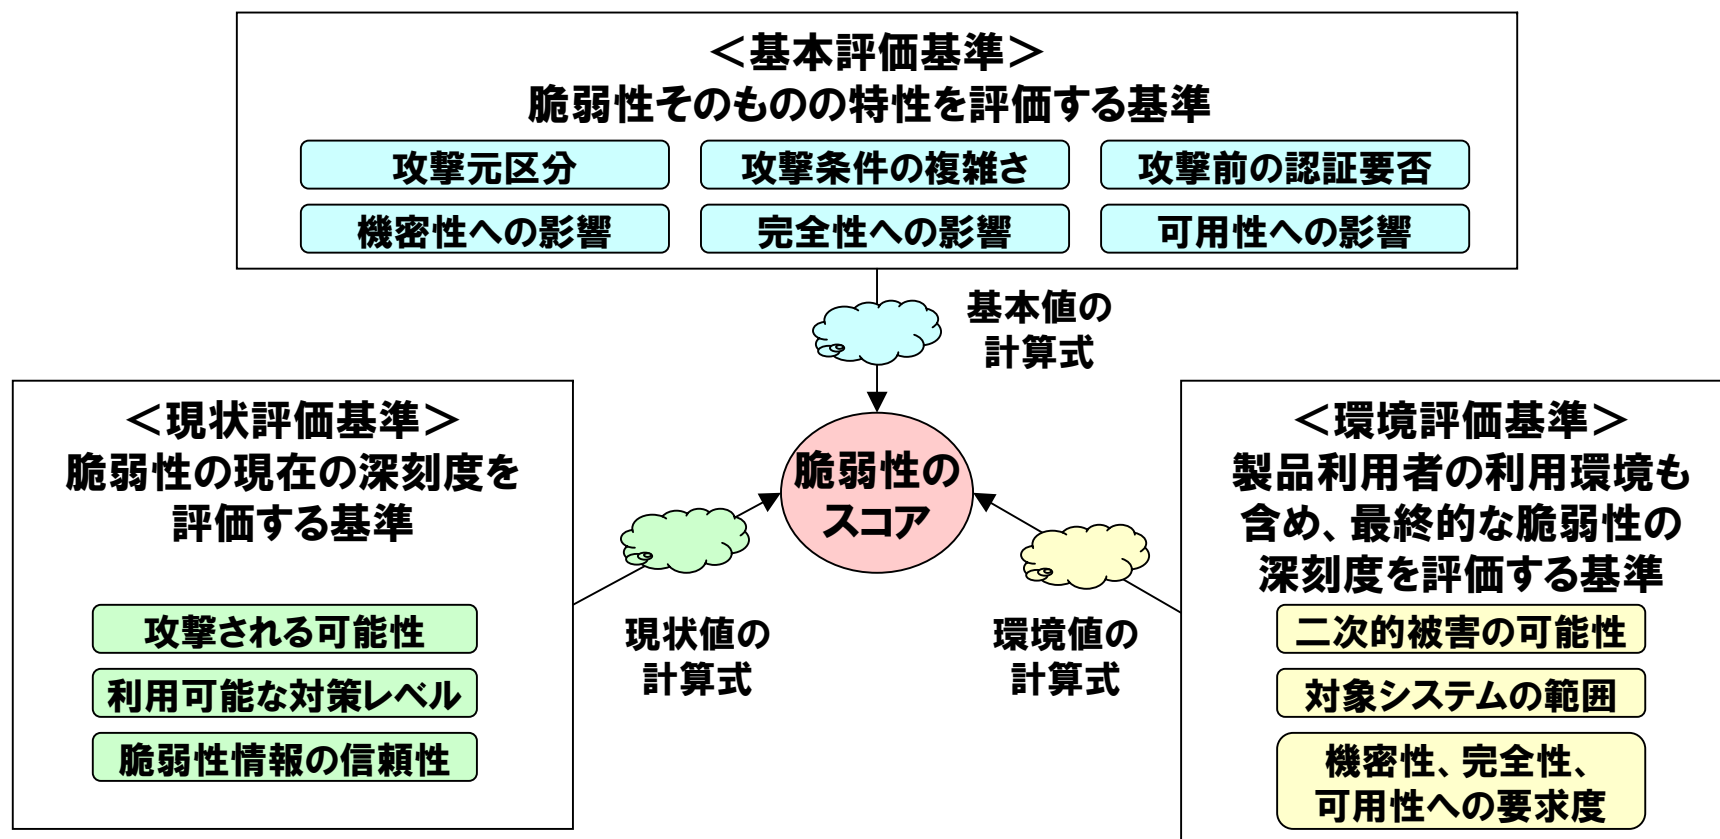 ＜基本評価基準＞
脆弱性そのものの特性を評価する基準
攻撃元区分
攻撃条件の複雑さ
攻撃前の認証要否
機密性への影響
完全性への影響
可用性への影響
基本値の
計算式
＜現状評価基準＞
脆弱性の現在の深刻度を
評価する基準
攻撃される可能性
利用可能な対策レベル
脆弱性情報の信頼性
現状値の
計算式
脆弱性の
スコア
環境値の
計算式
＜環境評価基準＞
製品利用者の利用環境も
含め、最終的な脆弱性の
深刻度を評価する基準
二次的被害の可能性
対象システムの範囲
機密性、完全性、
可用性への要求度